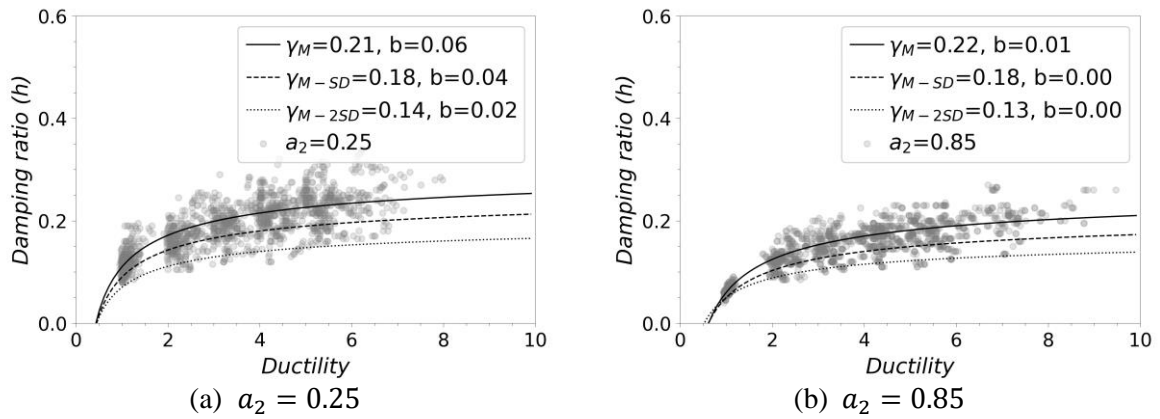 0.6
0.4
0.2
0.0
Damping ratio (h)
γM=0.21, b=0.06
γM−SD=0.18, b=0.04
γM−2SD=0.14, b=0.02
a2=0.25
0 2 4 6 8 10
Ductility
(a) a2 = 0.25
0.6
0.4
0.2
0.0
Damping ratio (h)
γM=0.22, b=0.01
γM−SD=0.18, b=0.00
γM−2SD=0.13, b=0.00
a2=0.85
0 2 4 6 8 10
Ductility
(b) a2 = 0.85